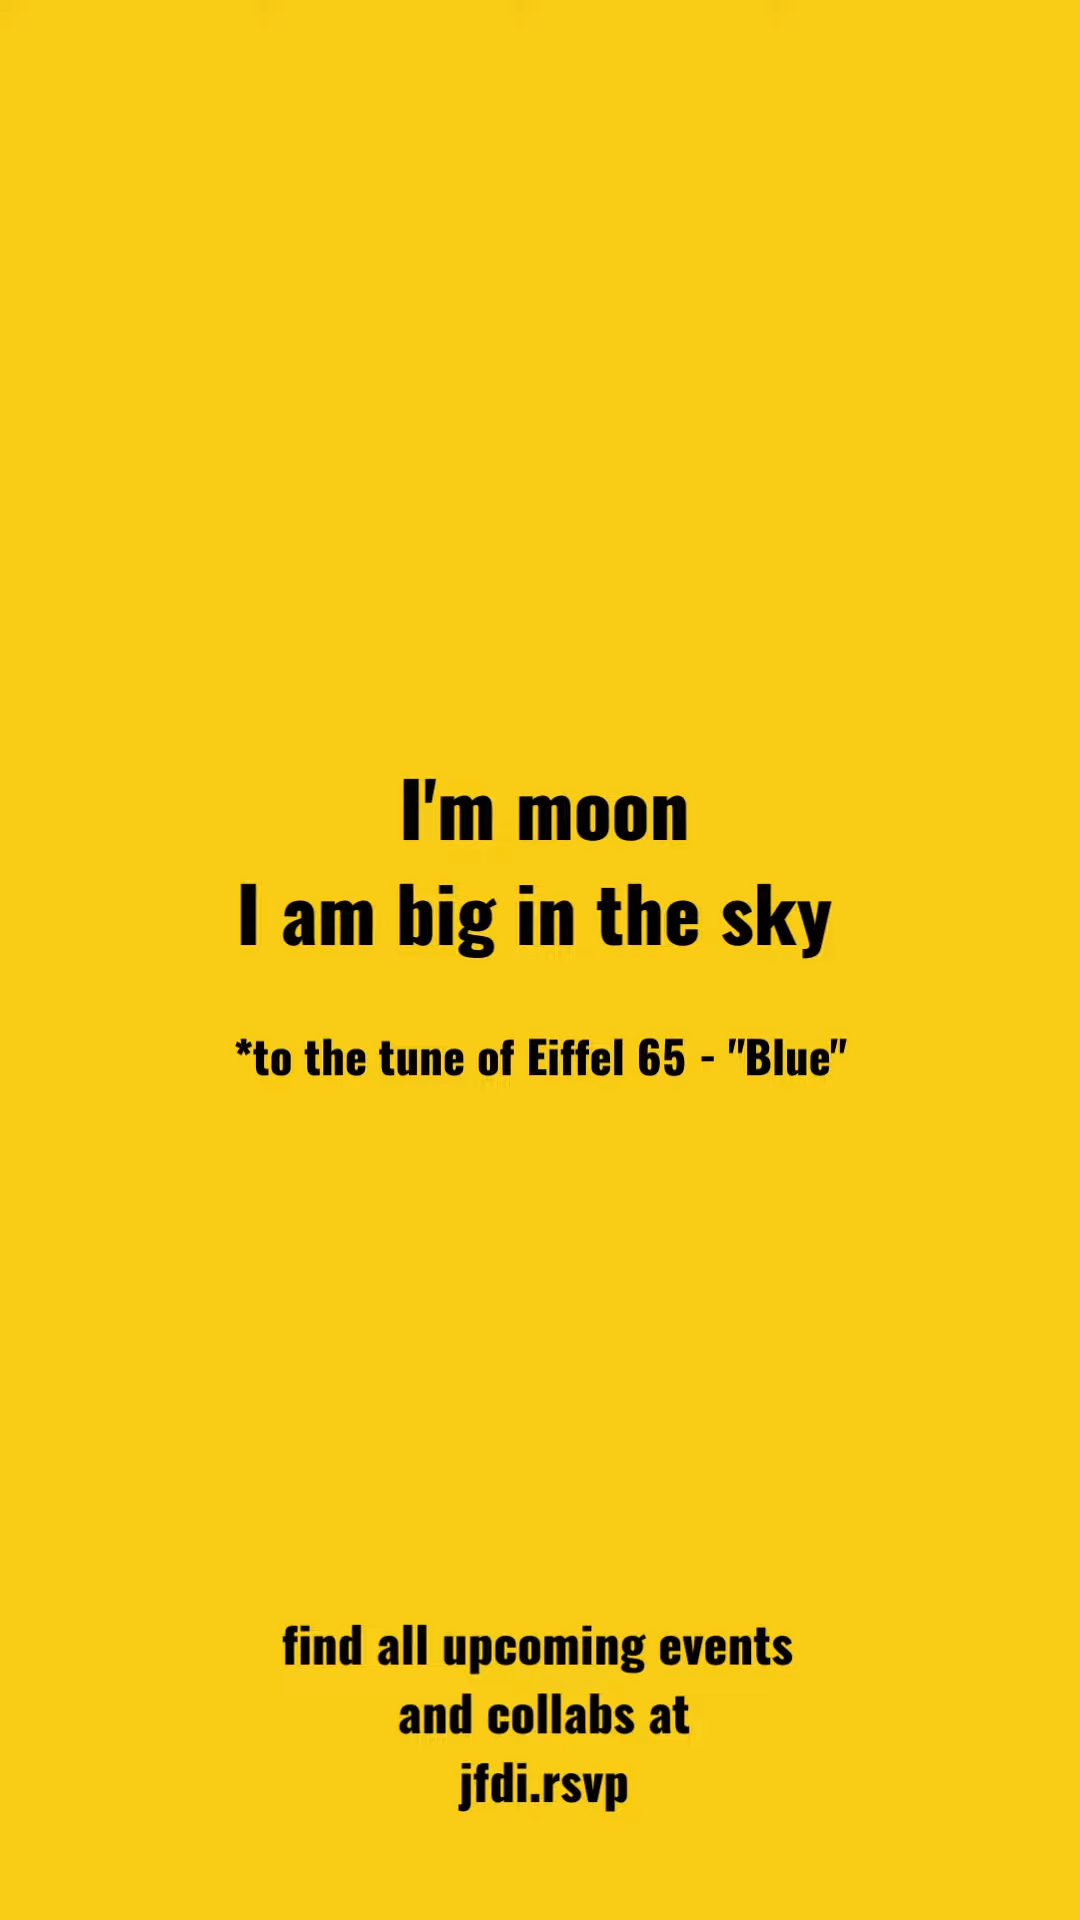 I'm moon
I am big in the sky
*to the tune of Eiffel 65 - "Blue"
find all upcoming events
and collabs at
jfdi.rsvp